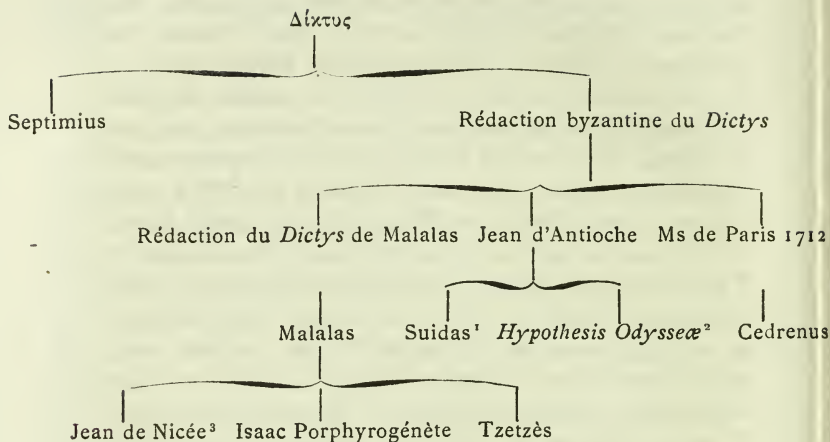 Δίκτυς
Septimius Rédaction byzantine du Dictys
Rédaction du Dictys de Malalas Jean d'Antioche Ms de Paris 1712
Malalas Suidas¹ Hypothesis Odysseæ² Cedrenus
Jean de Nicée³ Isaac Porphyrogénète Tzetzès